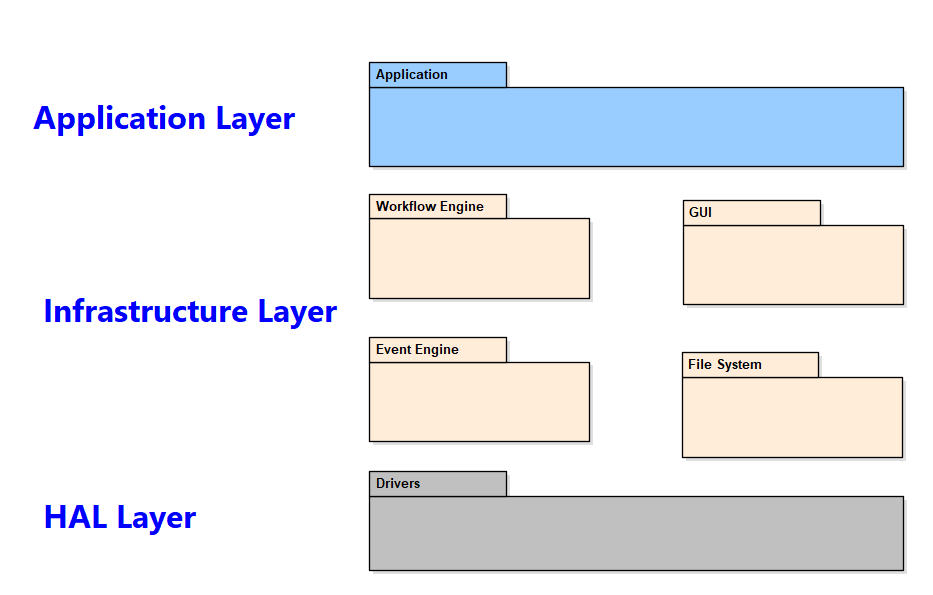 Application
Application Layer
Workflow Engine
GUI
Infrastructure Layer
Event Engine
File System
Drivers
HAL Layer